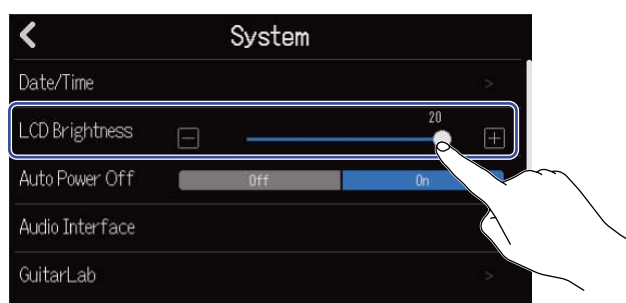 System
Date/Time
20
LCD Brightness
Auto Power Off Off On
Audio Interface
GuitarLab